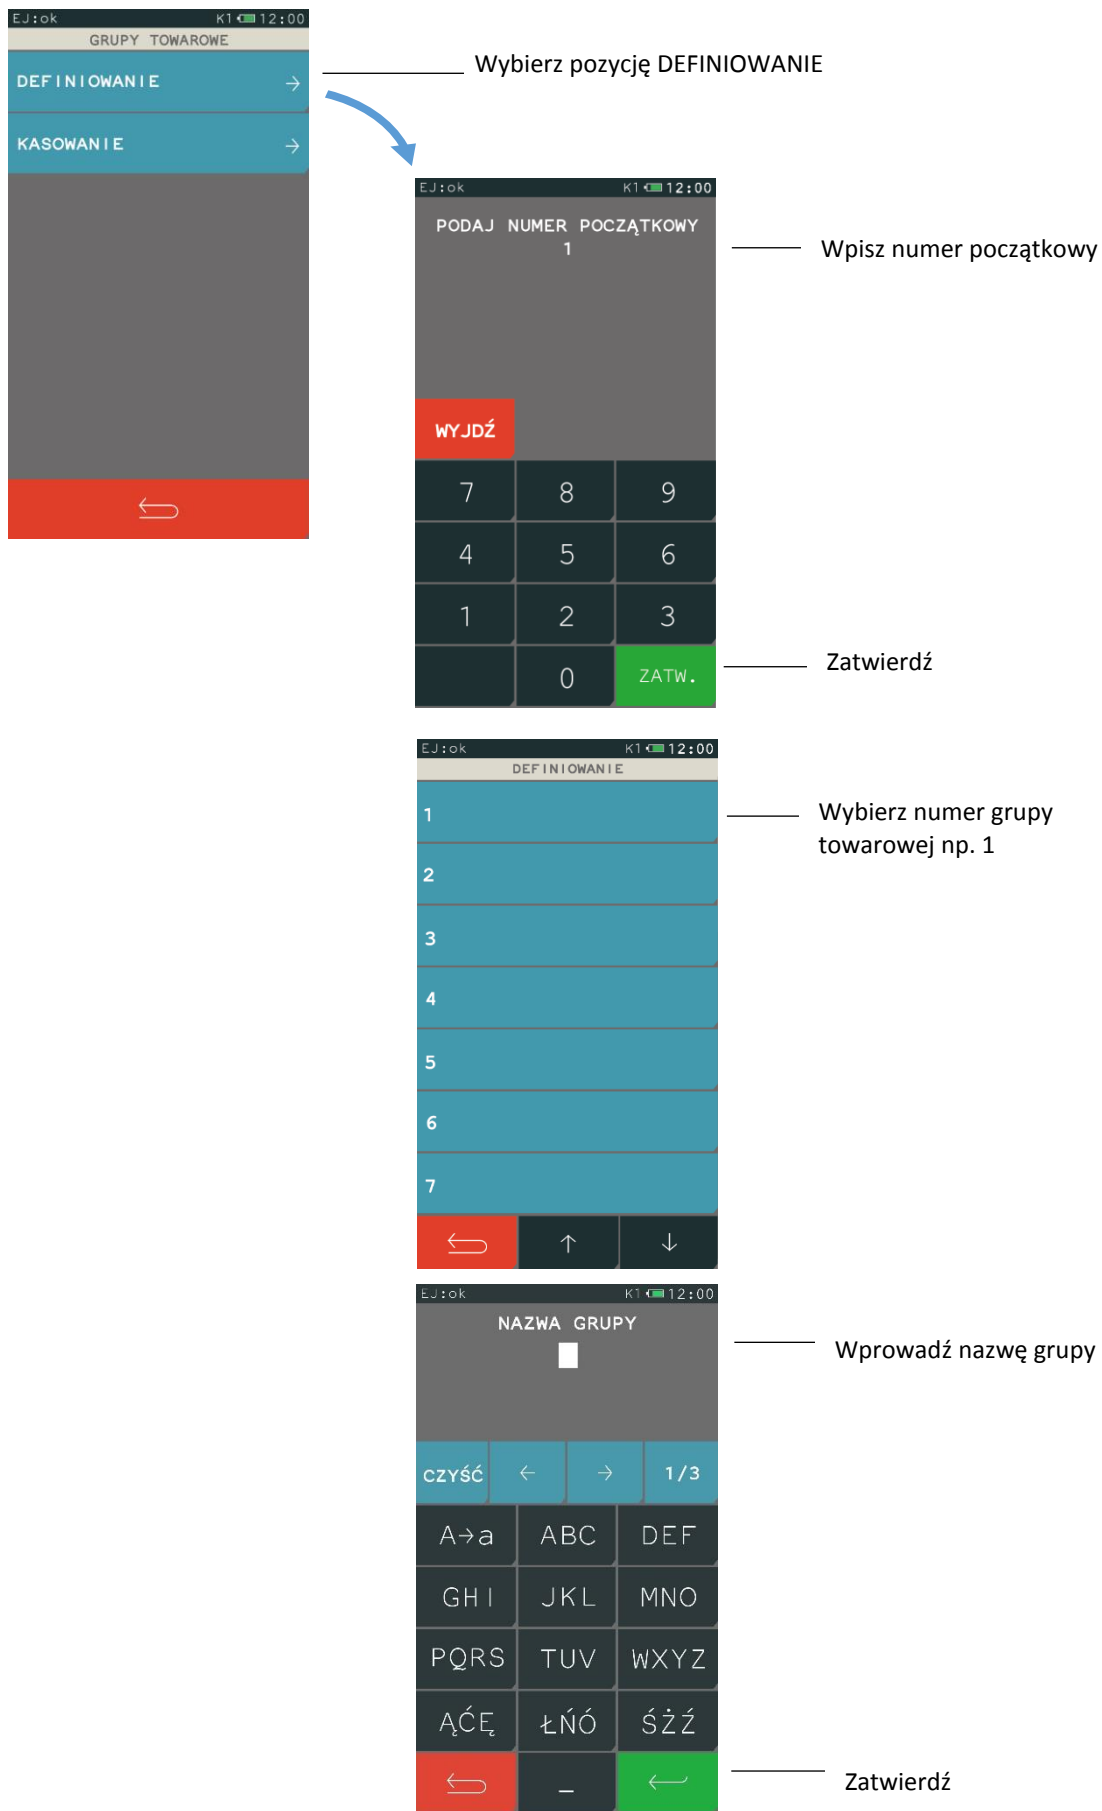 EJ:ok K1 12:00
GRUPY TOWAROWE
DEFINIOWANIE →
KASOWANIE →
Wybierz pozycję DEFINIOWANIE
EJ:ok K1 12:00
PODAJ NUMER POCZĄTKOWY
1
Wpisz numer początkowy
WYJDŹ
7 8 9
4 5 6
1 2 3
0 ZATW.
Zatwierdź
EJ:ok K1 12:00
DEFINIOWANIE
1
2
3
4
5
6
7
↑ ↓
Wybierz numer grupy
towarowej np. 1
EJ:ok K1 12:00
NAZWA GRUPY
Wprowadź nazwę grupy
CZYŚĆ ← → 1/3
A→a ABC DEF
GHI JKL MNO
PQRS TUV WXYZ
ĄĆĘ ŁŃÓ ŚŻŹ
_
Zatwierdź